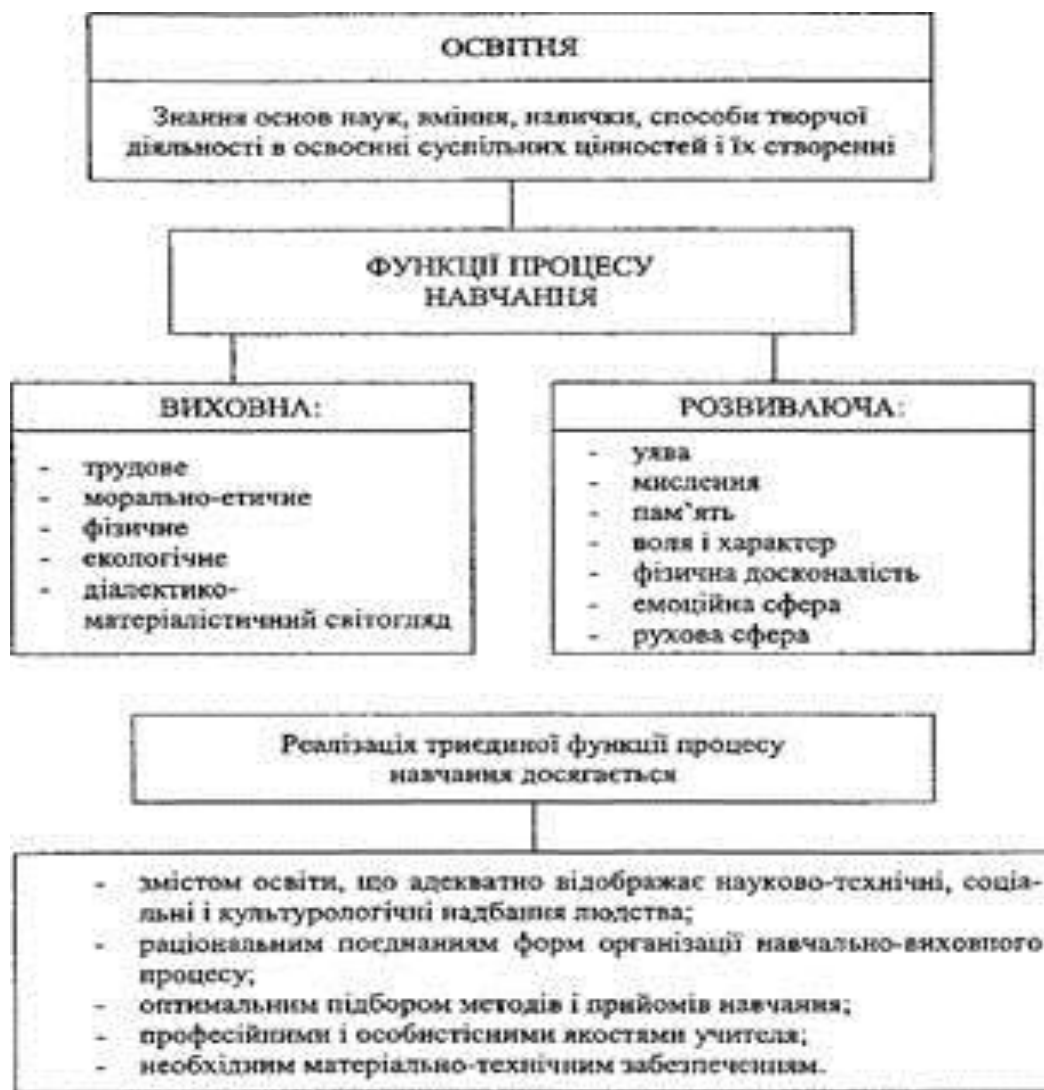 ОСВІТНЯ
Знання основ наук, вміння, навички, способи творчої
діяльності в освоєнні суспільних цінностей і їх створенні
ФУНКЦІЇ ПРОЦЕСУ
НАВЧАННЯ
ВИХОВНА:
- трудове
- морально-етичне
- фізичне
- екологічне
- діалектико-
матеріалістичний світогляд
РОЗВИВАЮЧА:
- уява
- мислення
- пам`ять
- воля і характер
- фізична досконалість
- емоційна сфера
- рухова сфера
Реалізація триєдиної функції процесу
навчання досягається
- змістом освіти, що адекватно відображає науково-технічні, соціа-
льні і культурологічні надбання людства;
- раціональним поєднанням форм організації навчально-виховного
процесу;
- оптимальним підбором методів і прийомів навчання;
- професійними і особистісними якостями учителя;
- необхідним матеріально-технічним забезпеченням.